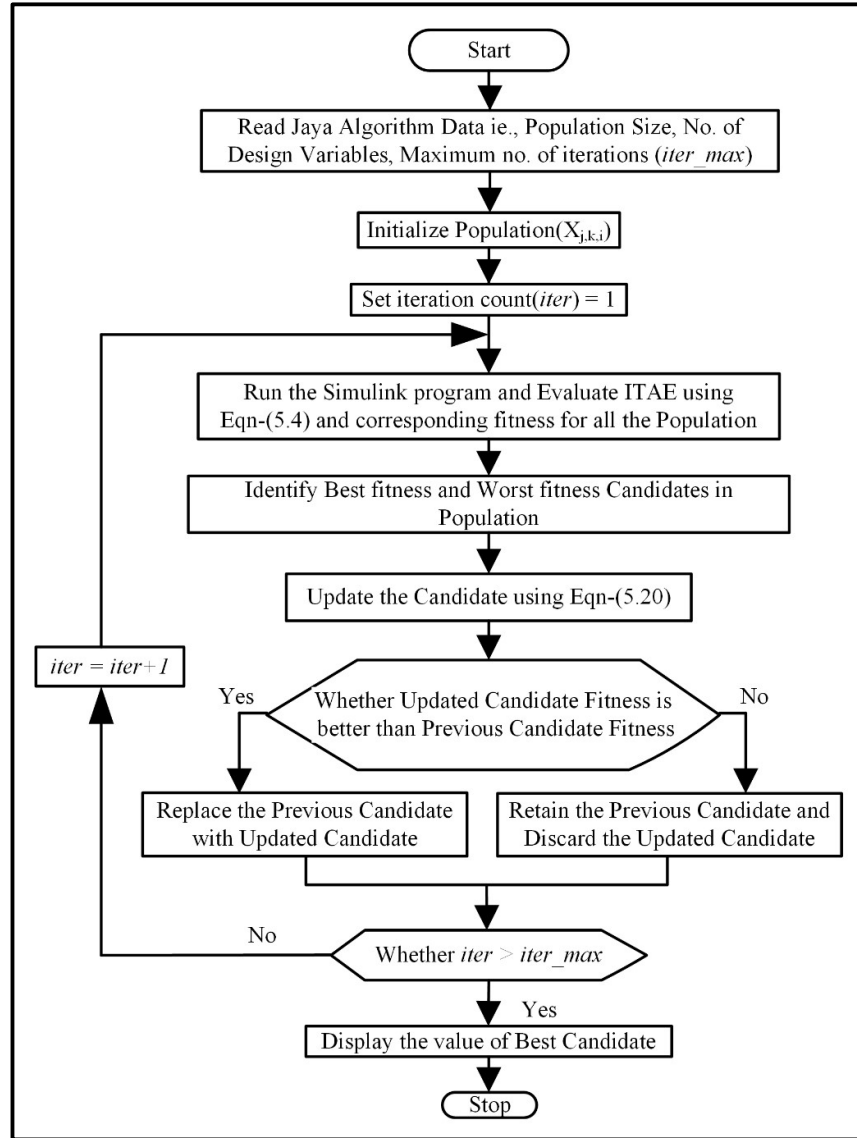 Start
Read Jaya Algorithm Data ie., Population Size, No. of
Design Variables, Maximum no. of iterations (iter_max)
Initialize Population(Xj,k,i)
Set iteration count(iter) = 1
Run the Simulink program and Evaluate ITAE using
Eqn-(5.4) and corresponding fitness for all the Population
Identify Best fitness and Worst fitness Candidates in
Population
Update the Candidate using Eqn-(5.20)
iter = iter+1
Yes
Whether Updated Candidate Fitness is
better than Previous Candidate Fitness
No
Replace the Previous Candidate
with Updated Candidate
Retain the Previous Candidate and
Discard the Updated Candidate
No
Whether iter > iter_max
Yes
Display the value of Best Candidate
Stop